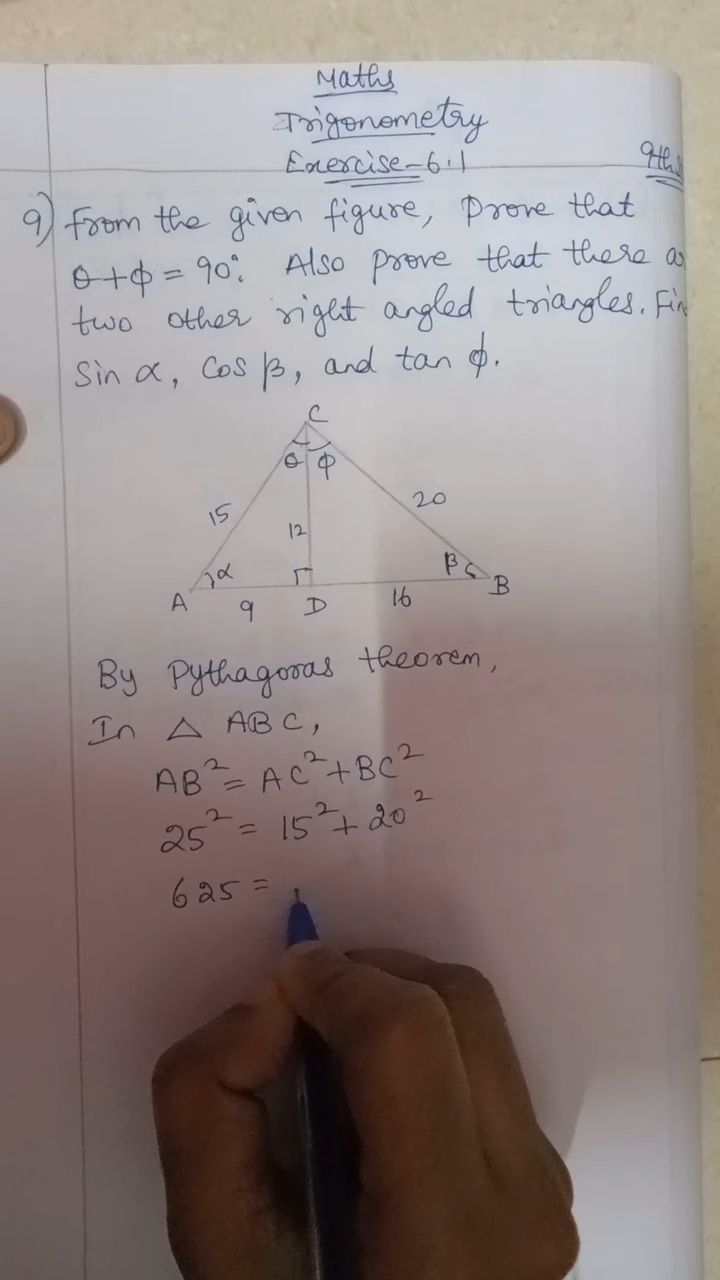 Maths
Trigonometry
Exercise-6.1
9th
9) From the given figure, prove that
θ+φ = 90°. Also prove that there
two other right angled triangles.
Sin α, Cos β, and tan φ.
C
θ φ
15
20
12
α
β
A
B
9
D
16
By Pythagoras theorem,
In △ ABC,
AB² = AC² + BC²
25² = 15² + 20²
625 =